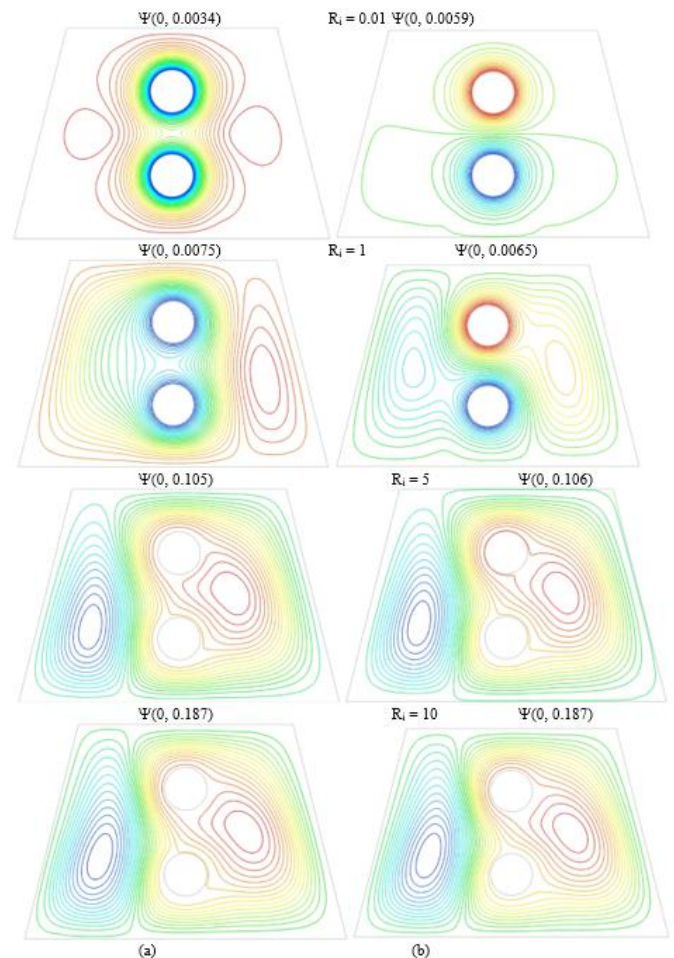 Ψ(0, 0.0034) Rᵢ = 0.01 Ψ(0, 0.0059)
Ψ(0, 0.0075) Rᵢ = 1 Ψ(0, 0.0065)
Ψ(0, 0.105) Rᵢ = 5 Ψ(0, 0.106)
Ψ(0, 0.187) Rᵢ = 10 Ψ(0, 0.187)
(a) (b)